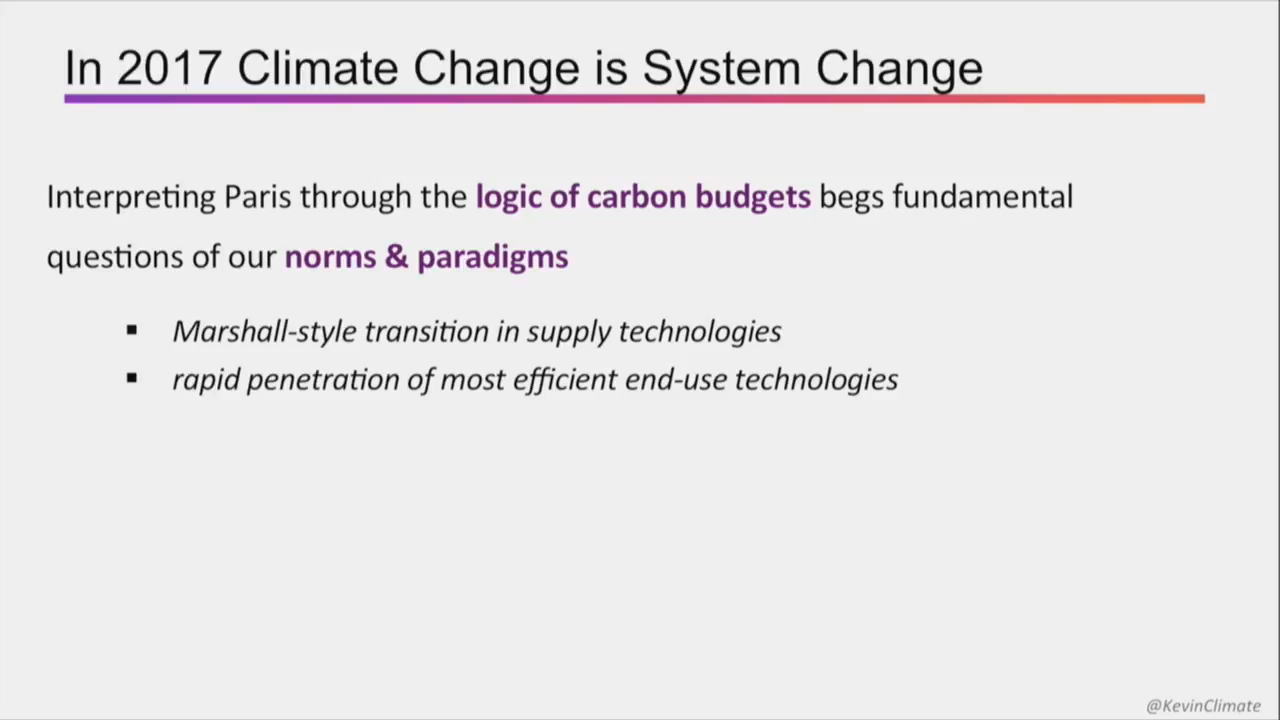 In 2017 Climate Change is System Change
Interpreting Paris through the logic of carbon budgets begs fundamental
questions of our norms & paradigms
▪ Marshall-style transition in supply technologies
▪ rapid penetration of most efficient end-use technologies
@KevinClimate